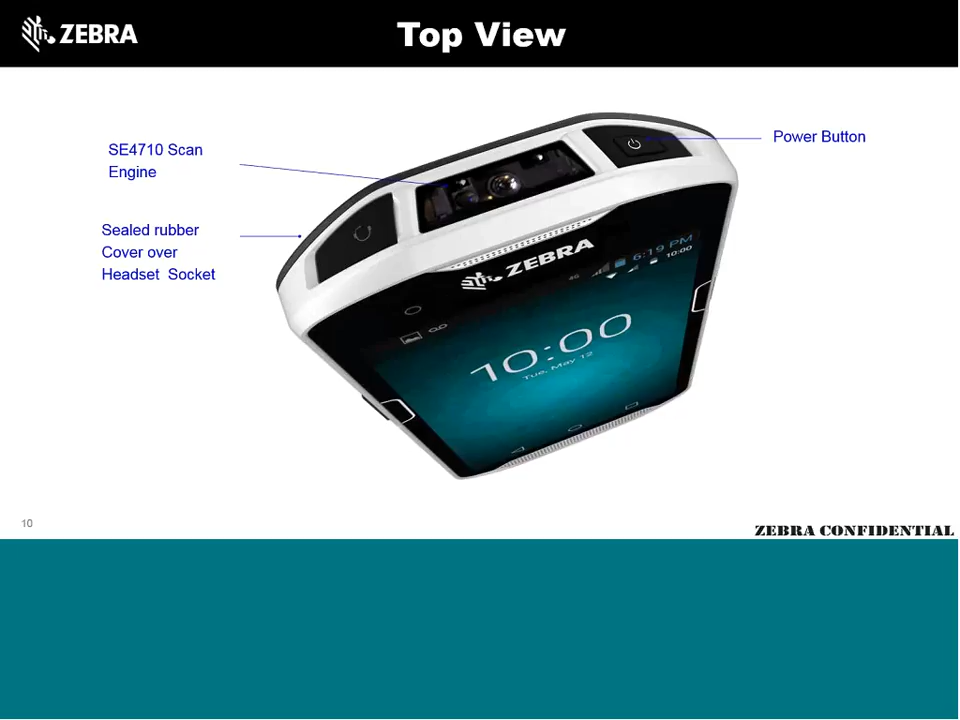 ZEBRA
Top View
SE4710 Scan
Engine
Power Button
Sealed rubber
Cover over
Headset Socket
ZEBRA
4G
6:19 PM
10:00
10:00
Tue, May 12
10
ZEBRA CONFIDENTIAL